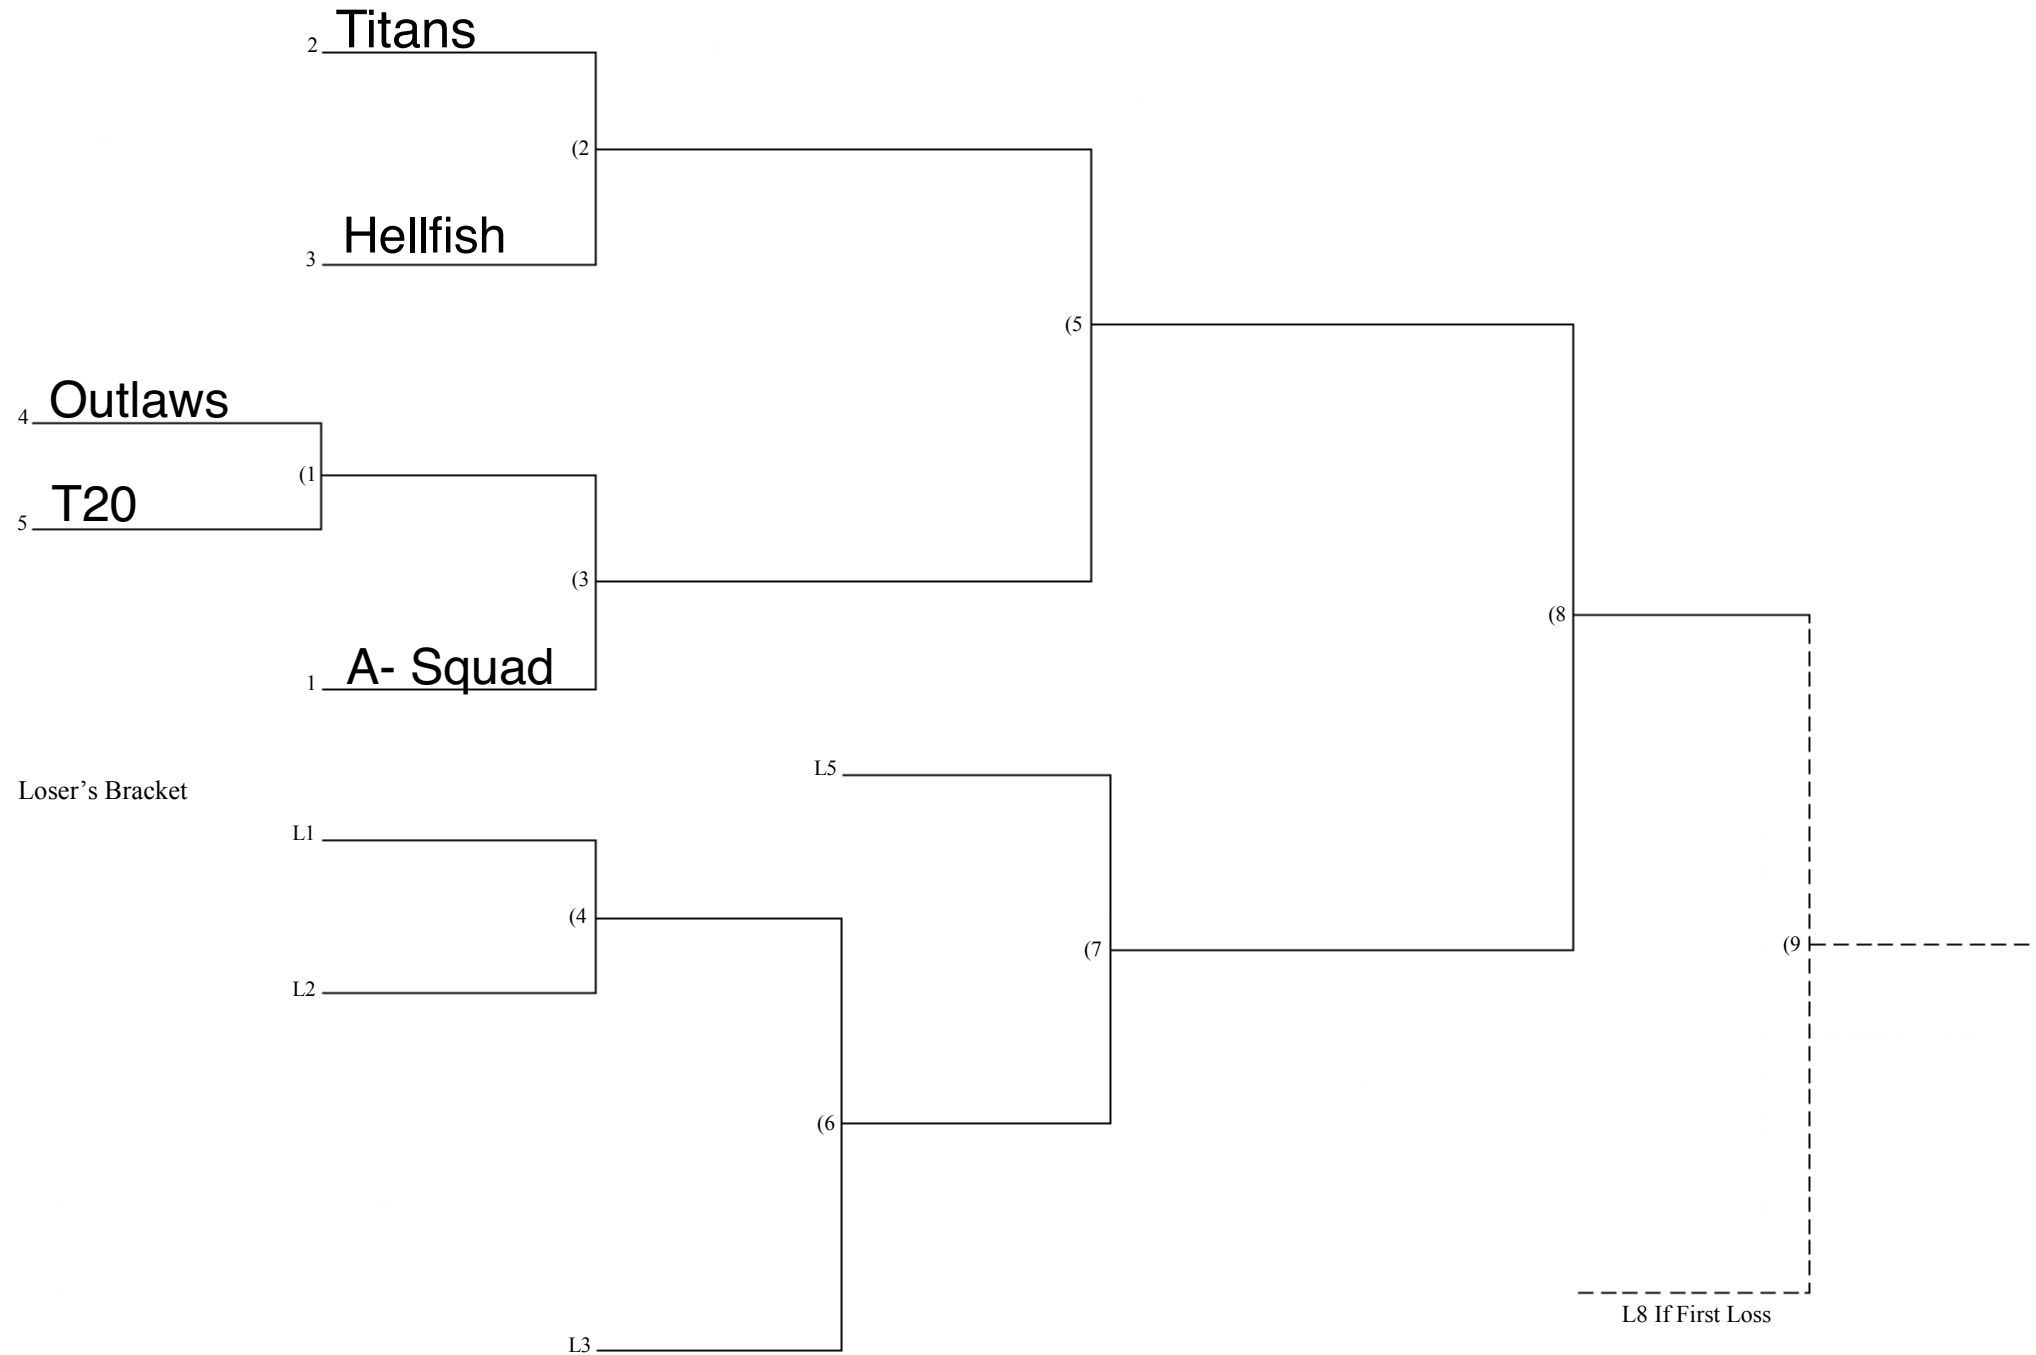 Titans
2
(2
Hellfish
3
(5
Outlaws
4
(1
T20
5
(3
(8
A- Squad
1
L5
Loser’s Bracket
L1
(4
(7
(9
L2
(6
L8 If First Loss
L3